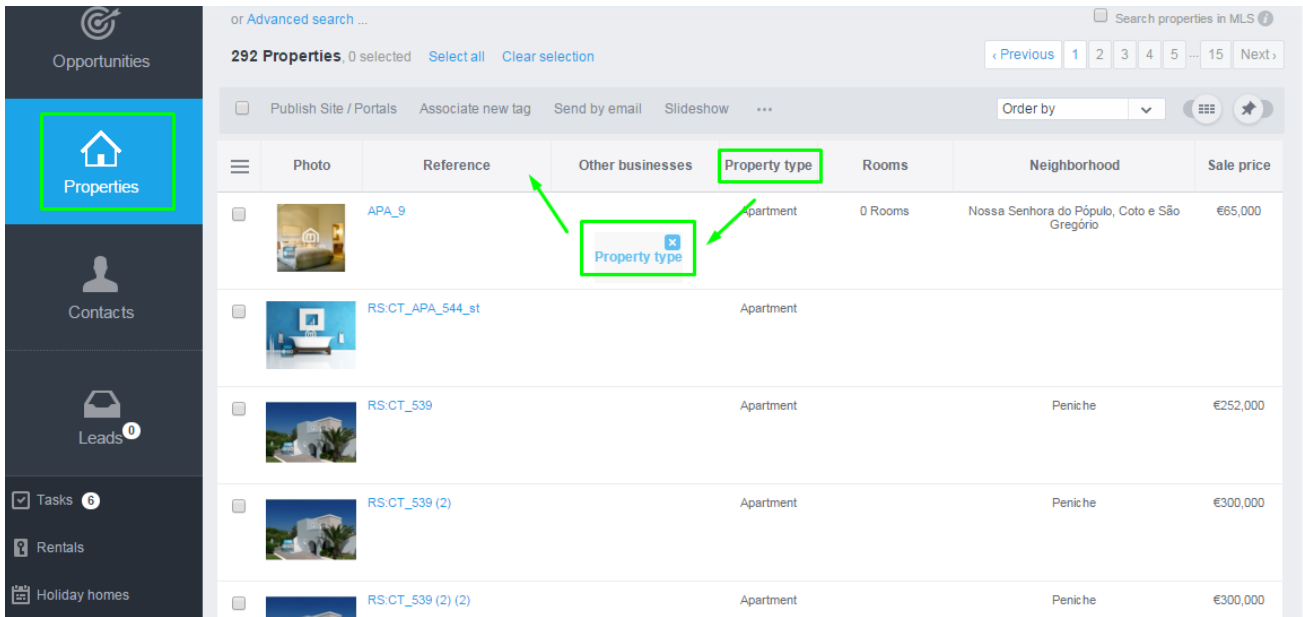 or Advanced search ...
Search properties in MLS i
Opportunities
292 Properties, 0 selected Select all Clear selection
‹ Previous 1 2 3 4 5 ... 15 Next ›
Publish Site / Portals Associate new tag Send by email Slideshow ...
Order by
Properties
Photo Reference Other businesses Property type Rooms Neighborhood Sale price
APA_9 Apartment 0 Rooms Nossa Senhora do Pópulo, Coto e São €65,000
Gregório
Property type
Contacts
RS:CT_APA_544_st Apartment
Leads 0
RS:CT_539 Apartment Peniche €252,000
Tasks 6
RS:CT_539 (2) Apartment Peniche €300,000
Rentals
Holiday homes
RS:CT_539 (2) (2) Apartment Peniche €300,000